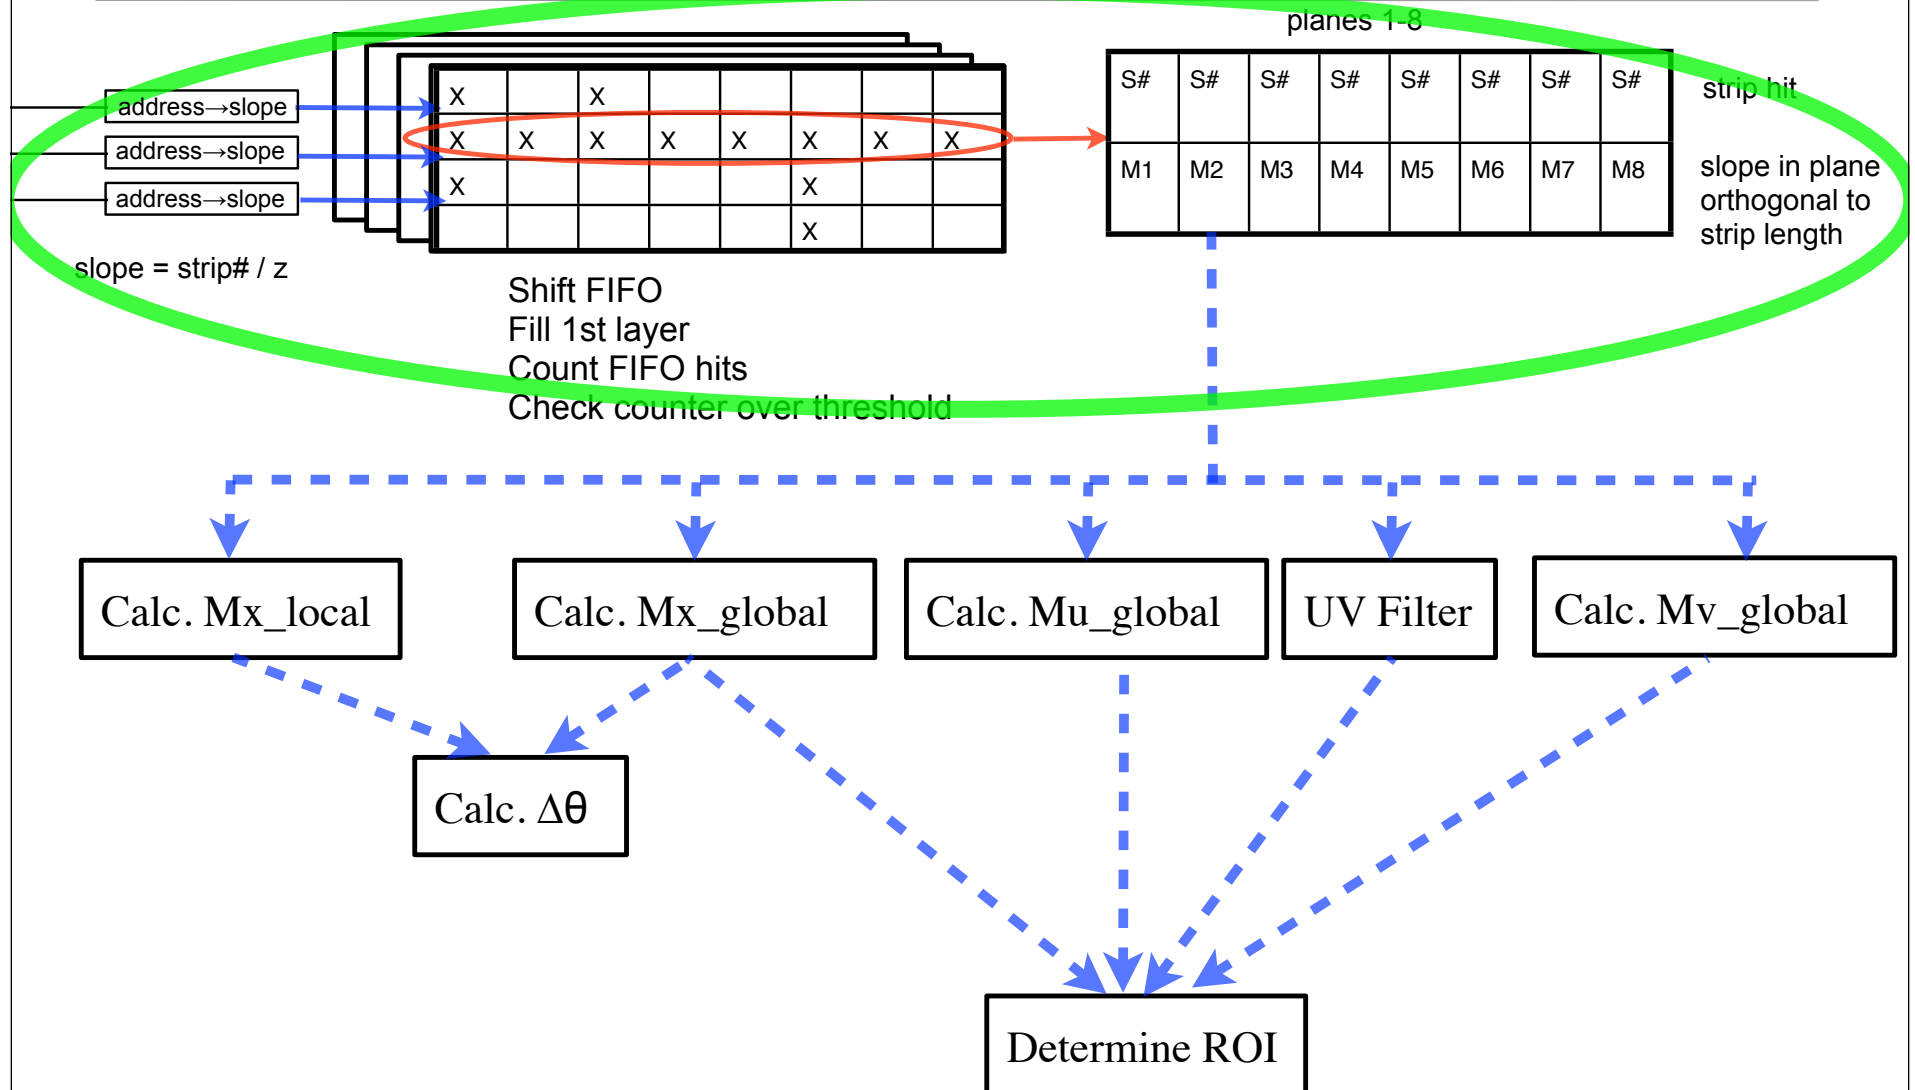 planes 1-8
address→slope
address→slope
address→slope
slope = strip# / z
X X
X X X X X X X X
X X
X
S# S# S# S# S# S# S# S#
M1 M2 M3 M4 M5 M6 M7 M8
strip hit
slope in plane
orthogonal to
strip length
Shift FIFO
Fill 1st layer
Count FIFO hits
Check counter over threshold
Calc. Mx_local
Calc. Mx_global
Calc. Mu_global
UV Filter
Calc. Mv_global
Calc. Δθ
Determine ROI